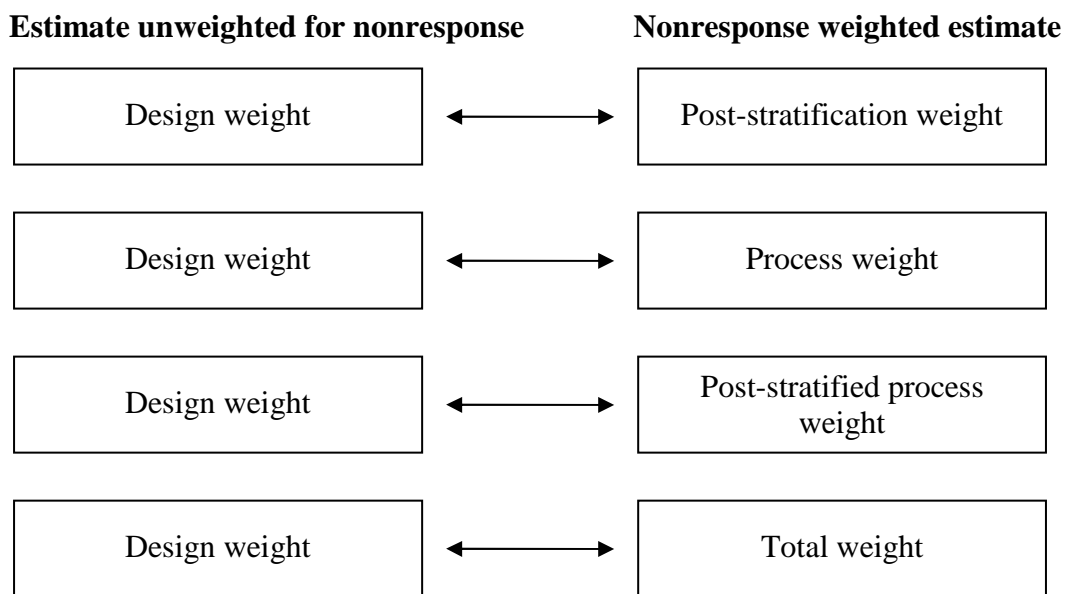 Estimate unweighted for nonresponse Nonresponse weighted estimate
Design weight Post-stratification weight
Design weight Process weight
Design weight Post-stratified process
weight
Design weight Total weight